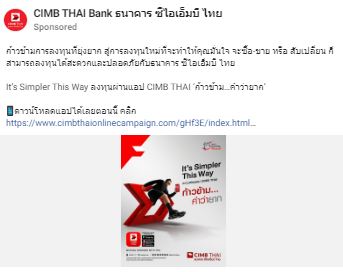 CIMB THAI Bank ธนาคาร ซีไอเอ็มบี ไทย
Sponsored
ก้าวข้ามการลงทุนที่ยุ่งยาก สู่การลงทุนใหม่ที่จะทำให้คุณมั่นใจ จะซื้อ-ขาย หรือ สับเปลี่ยน ก็
สามารถลงทุนได้สะดวกและปลอดภัยกับธนาคาร ซีไอเอ็มบี ไทย
It's Simpler This Way ลงทุนผ่านแอป CIMB THAI 'ก้าวข้าม...คำว่ายาก'
ดาวน์โหลดแอปได้เลยตอนนี้ คลิก
https://www.cimbthaionlinecampaign.com/gHf3E/index.html...
It's Simpler
This Way
ก้าวข้าม...
คำว่ายาก
CIMB THAI